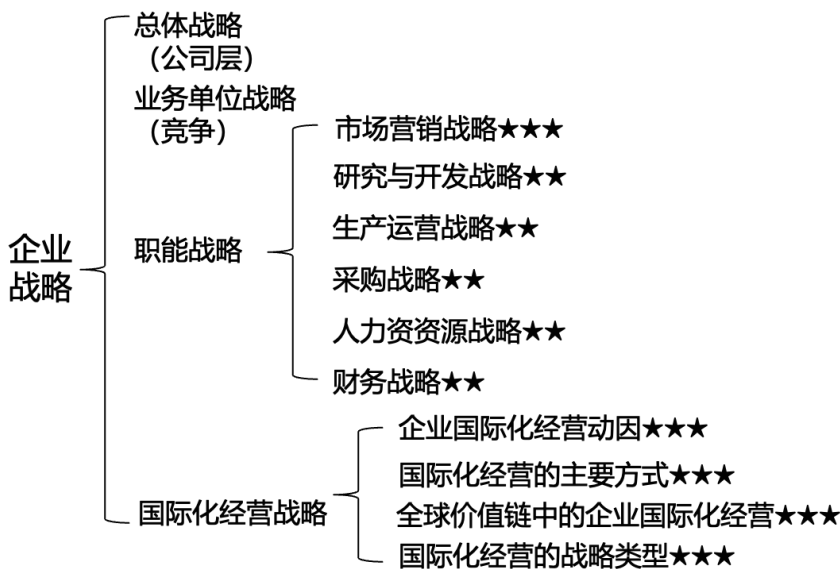 企业
战略
总体战略
（公司层）
业务单位战略
（竞争）
职能战略
市场营销战略★★★
研究与开发战略★★
生产运营战略★★
采购战略★★
人力资资源战略★★
财务战略★★
国际化经营战略
企业国际化经营动因★★★
国际化经营的主要方式★★★
全球价值链中的企业国际化经营★★★
国际化经营的战略类型★★★